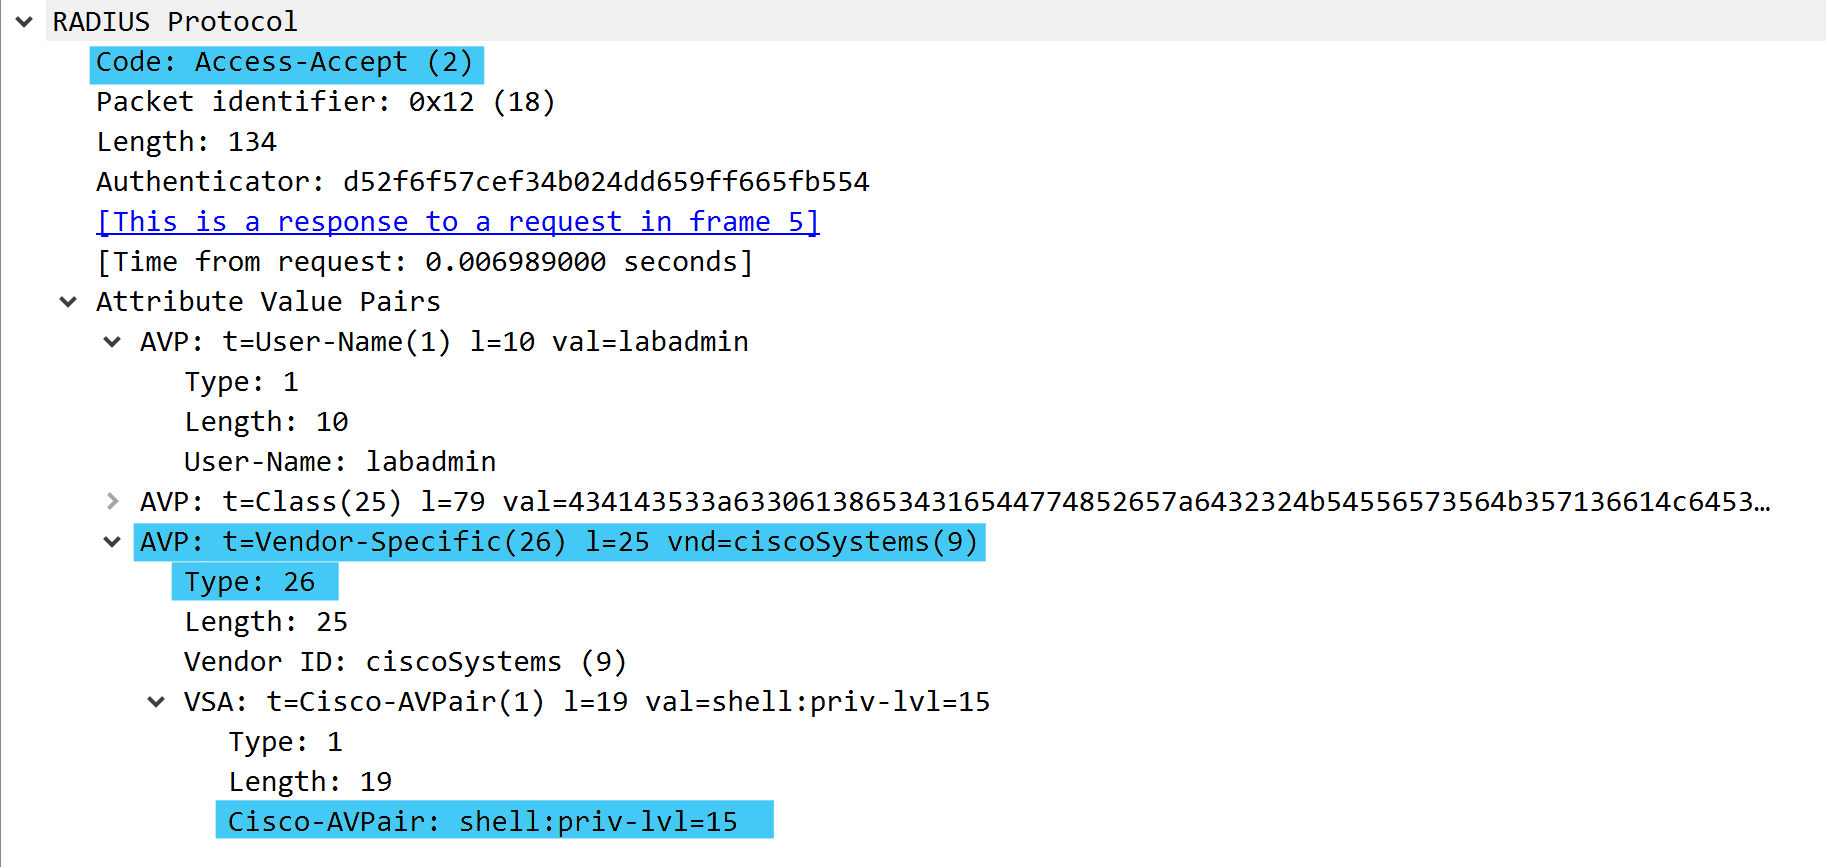 RADIUS Protocol
Code: Access-Accept (2)
Packet identifier: 0x12 (18)
Length: 134
Authenticator: d52f6f57cef34b024dd659ff665fb554
[This is a response to a request in frame 5]
[Time from request: 0.006989000 seconds]
Attribute Value Pairs
AVP: t=User-Name(1) l=10 val=labadmin
Type: 1
Length: 10
User-Name: labadmin
AVP: t=Class(25) l=79 val=434143533a633061386534316544774852657a6432324b54556573564b357136614c6453…
AVP: t=Vendor-Specific(26) l=25 vnd=ciscoSystems(9)
Type: 26
Length: 25
Vendor ID: ciscoSystems (9)
VSA: t=Cisco-AVPair(1) l=19 val=shell:priv-lvl=15
Type: 1
Length: 19
Cisco-AVPair: shell:priv-lvl=15